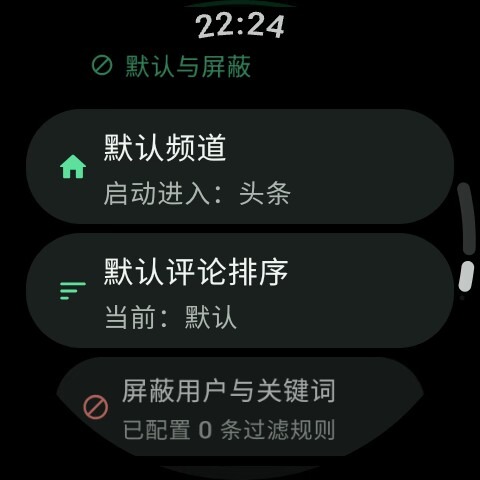 22:24
默认与屏蔽
默认频道
启动进入：头条
默认评论排序
当前：默认
屏蔽用户与关键词
已配置 0 条过滤规则